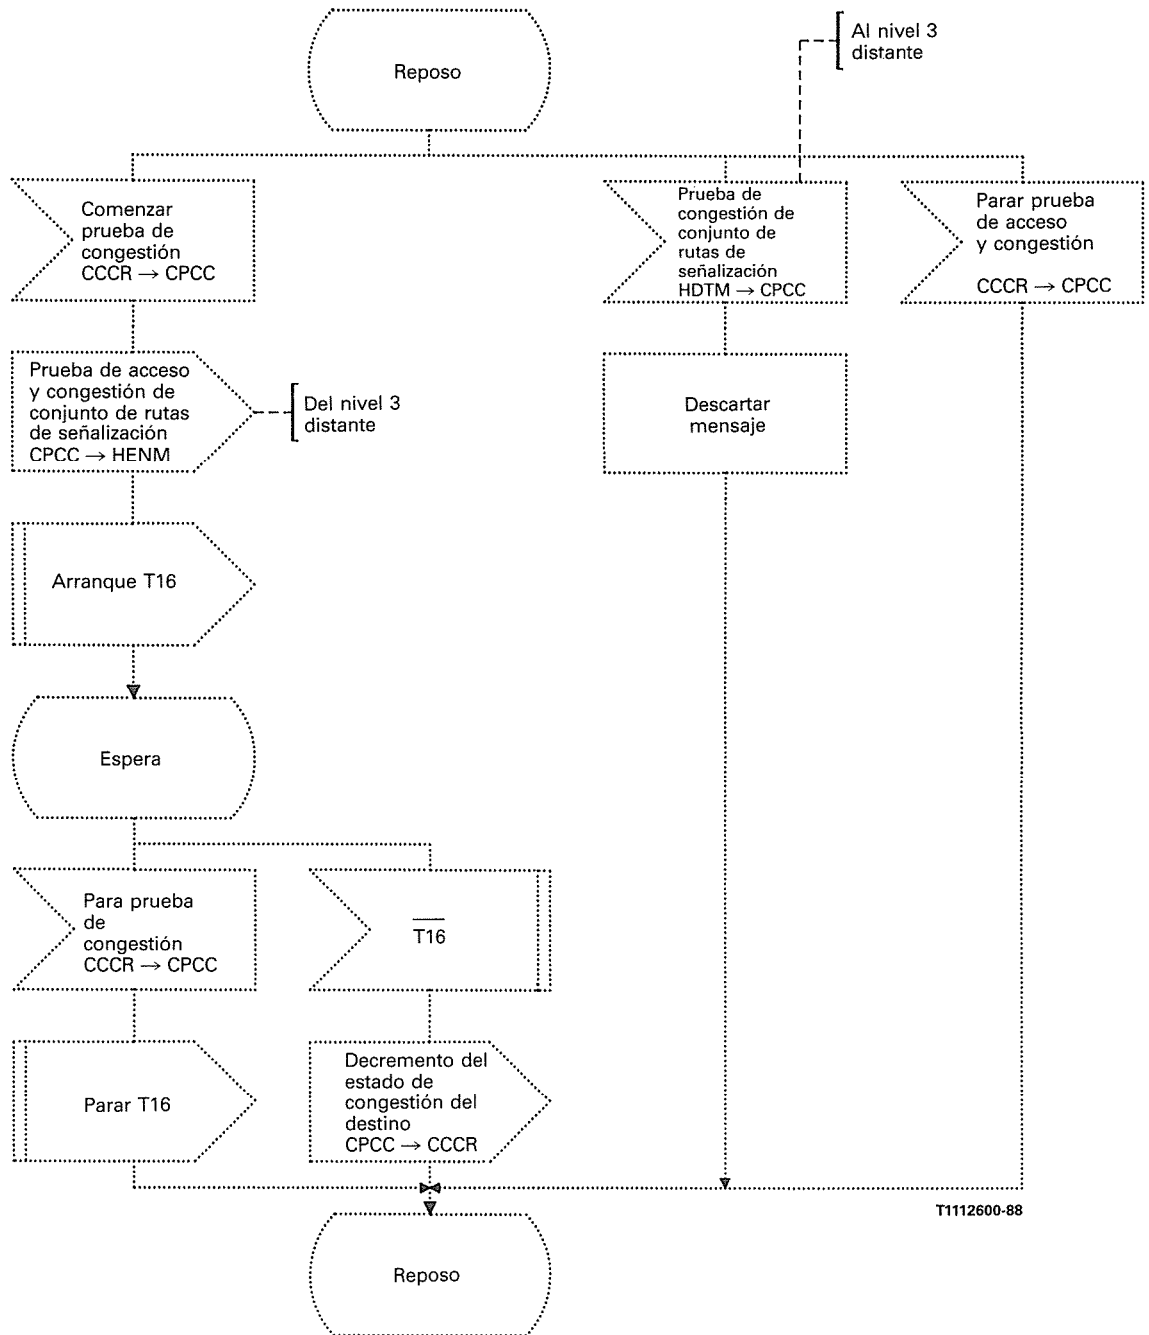 Reposo
Al nivel 3
distante
Comenzar
prueba de
congestión
CCCR → CPCC
Prueba de
congestión de
conjunto de
rutas de
señalización
HDTM → CPCC
Parar prueba
de acceso
y congestión
CCCR → CPCC
Prueba de acceso
y congestión de
conjunto de rutas
de señalización
CPCC → HENM
Del nivel 3
distante
Descartar
mensaje
Arranque T16
Espera
Para prueba
de
congestión
CCCR → CPCC
T16
Parar T16
Decremento del
estado de
congestión del
destino
CPCC → CCCR
T1112600-88
Reposo